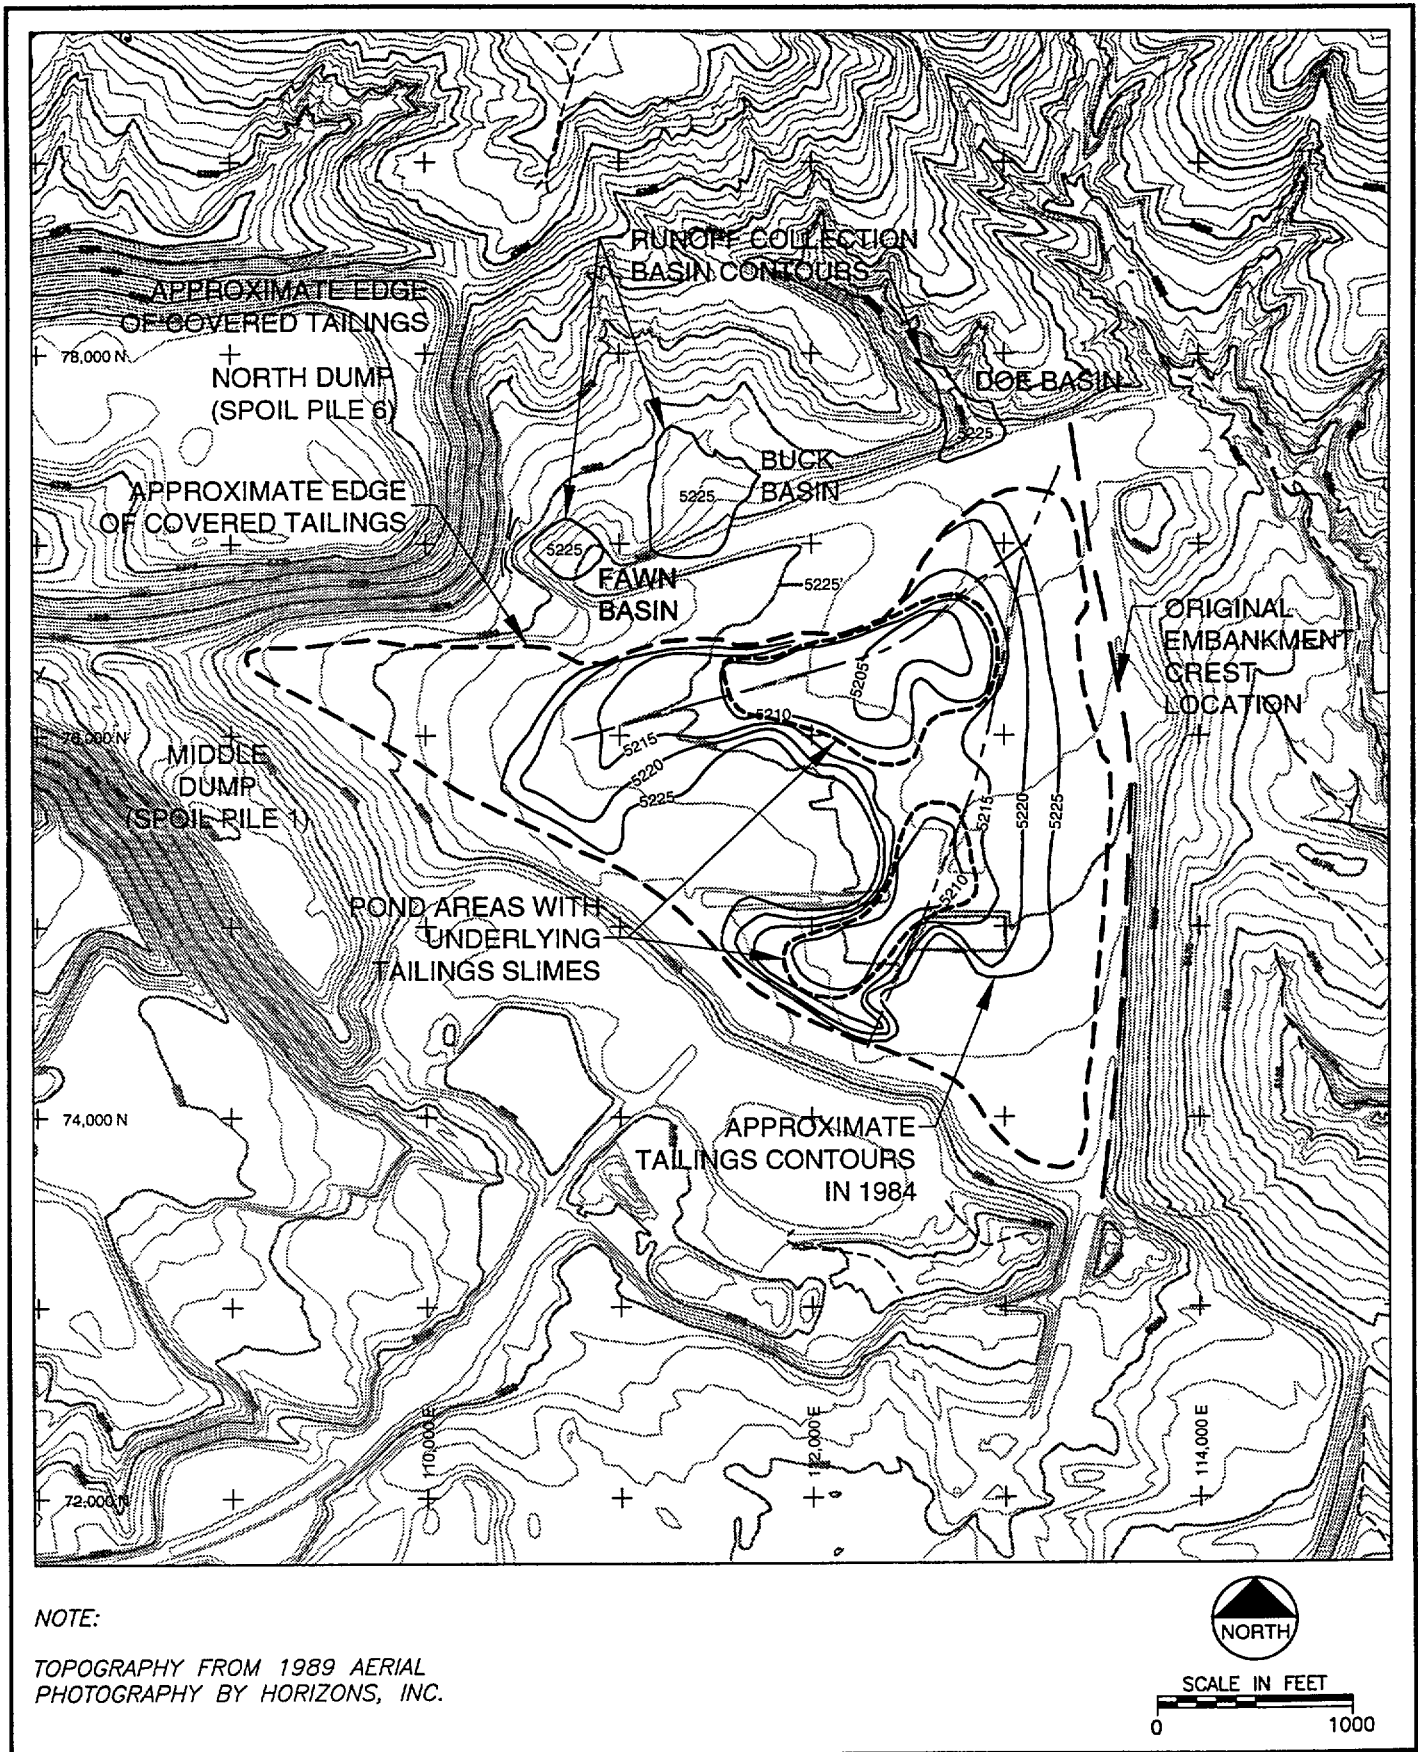 RUNOFF COLLECTION
BASIN CONTOURS
APPROXIMATE EDGE
OF COVERED TAILINGS
78,000 N
NORTH DUMP
(SPOIL PILE 6)
DOE BASIN
5225
BUCK
BASIN
5225
APPROXIMATE EDGE
OF COVERED TAILINGS
5225
FAWN
BASIN
5225
ORIGINAL
EMBANKMENT
CREST
LOCATION
5205
5210
76,000 N
5215
5220
5225
MIDDLE
DUMP
(SPOIL PILE 1)
5215
5220
5225
5210
POND AREAS WITH
UNDERLYING
TAILINGS SLIMES
74,000 N
APPROXIMATE
TAILINGS CONTOURS
IN 1984
110,000 E
112,000 E
114,000 E
72,000 N
NOTE:
TOPOGRAPHY FROM 1989 AERIAL
PHOTOGRAPHY BY HORIZONS, INC.
NORTH
SCALE IN FEET
0 1000